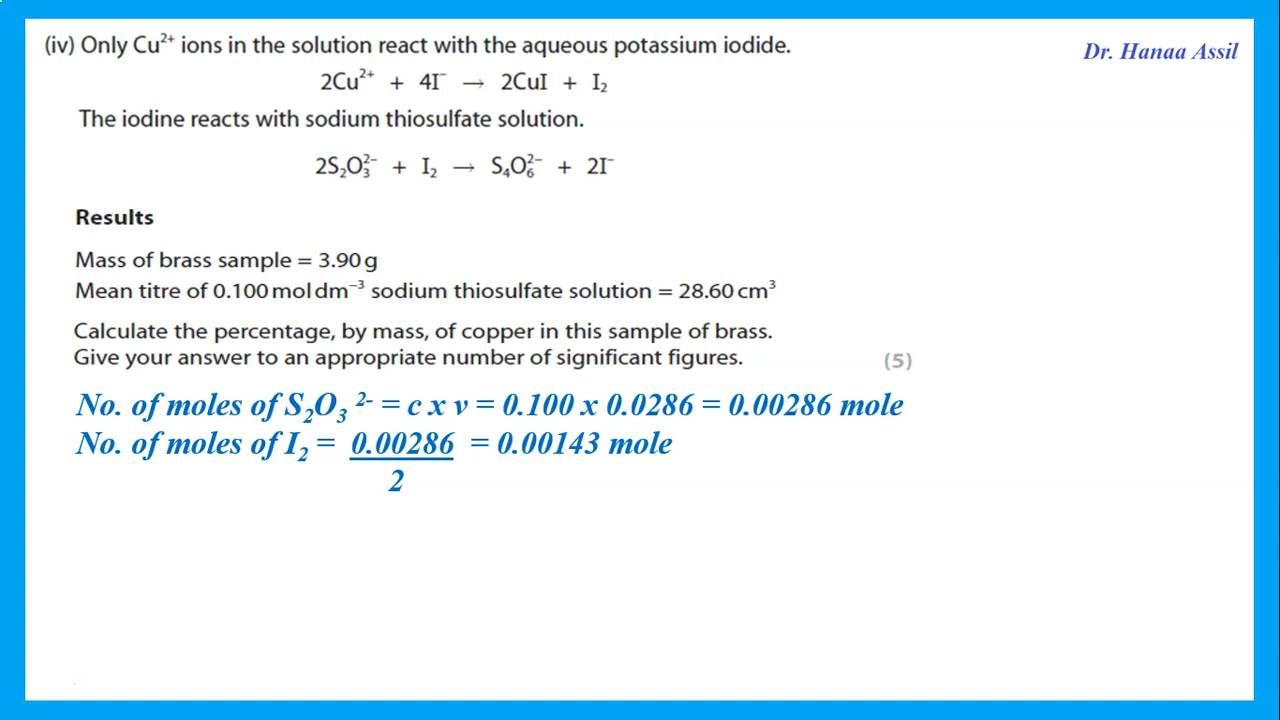 (iv) Only Cu²⁺ ions in the solution react with the aqueous potassium iodide.
Dr. Hanaa Assil
2Cu²⁺ + 4I⁻ → 2CuI + I₂
The iodine reacts with sodium thiosulfate solution.
2S₂O₃²⁻ + I₂ → S₄O₆²⁻ + 2I⁻
Results
Mass of brass sample = 3.90 g
Mean titre of 0.100 mol dm⁻³ sodium thiosulfate solution = 28.60 cm³
Calculate the percentage, by mass, of copper in this sample of brass.
Give your answer to an appropriate number of significant figures. (5)
No. of moles of S₂O₃ ²⁻ = c x v = 0.100 x 0.0286 = 0.00286 mole
No. of moles of I₂ = 0.00286 = 0.00143 mole
2